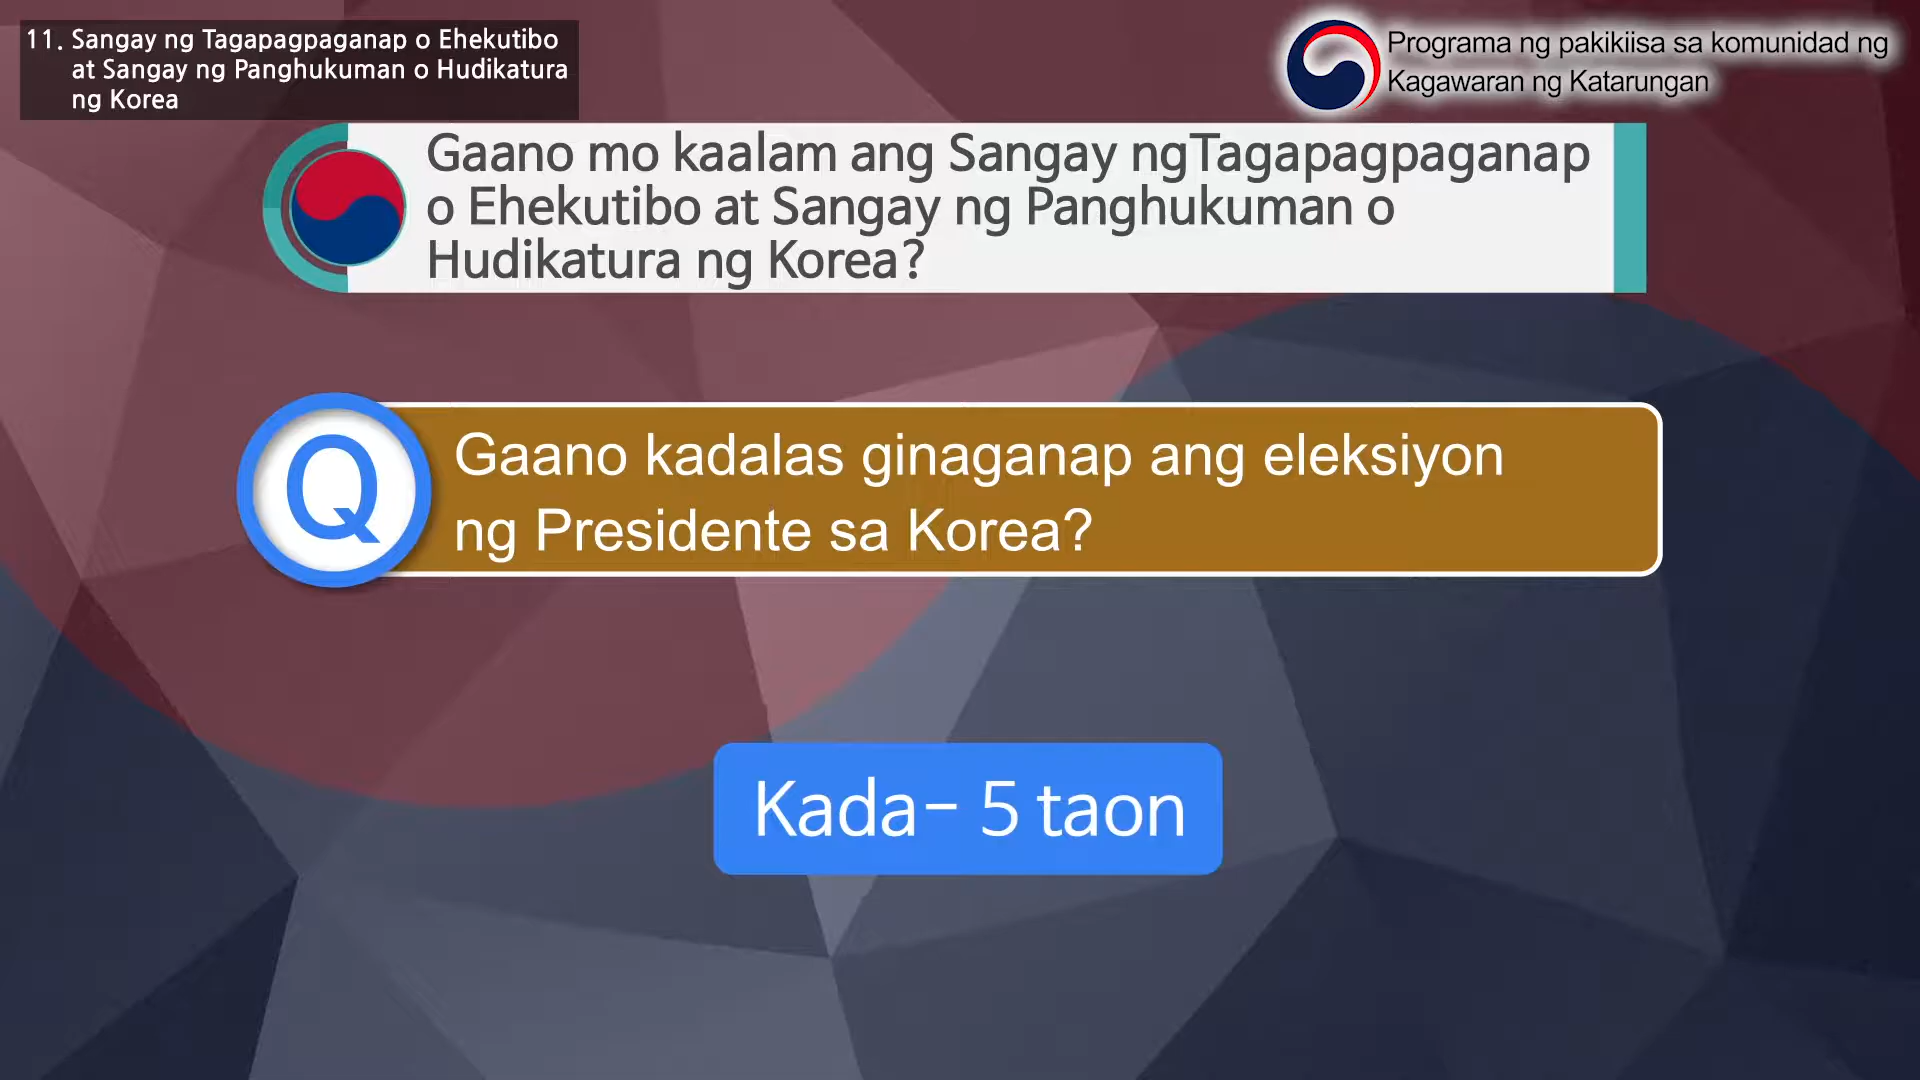 11. Sangay ng Tagapagpaganap o Ehekutibo
at Sangay ng Panghukuman o Hudikatura
ng Korea
Programa ng pakikiisa sa komunidad ng
Kagawaran ng Katarungan
Gaano mo kaalam ang Sangay ngTagapagpaganap
o Ehekutibo at Sangay ng Panghukuman o
Hudikatura ng Korea?
Q
Gaano kadalas ginaganap ang eleksiyon
ng Presidente sa Korea?
Kada- 5 taon